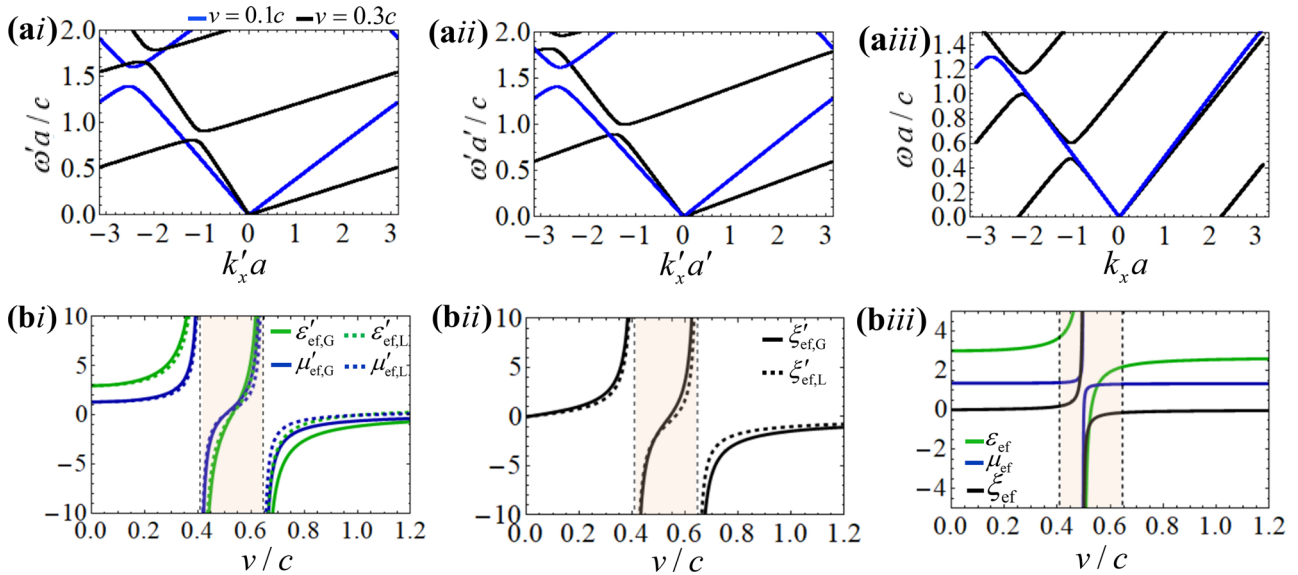 v = 0.1c v = 0.3c
(ai) (aii) (aiii)
2.0 1.5 1.0 0.5 0.0
ω′a / c
−3 −2 −1 0 1 2 3
k′ₓa
2.0 1.5 1.0 0.5 0.0
ω′a′ / c
−3 −2 −1 0 1 2 3
k′ₓa′
1.4 1.2 1.0 0.8 0.6 0.4 0.2 0.0
ωa / c
−3 −2 −1 0 1 2 3
kₓa
(bi) (bii) (biii)
10 5 0 −5 −10
ε′ef,G ε′ef,L
μ′ef,G μ′ef,L
0.0 0.2 0.4 0.6 0.8 1.0 1.2
v / c
10 5 0 −5 −10
ξ′ef,G
ξ′ef,L
0.0 0.2 0.4 0.6 0.8 1.0 1.2
v / c
4 2 0 −2 −4
εef
μef
ξef
0.0 0.2 0.4 0.6 0.8 1.0 1.2
v / c